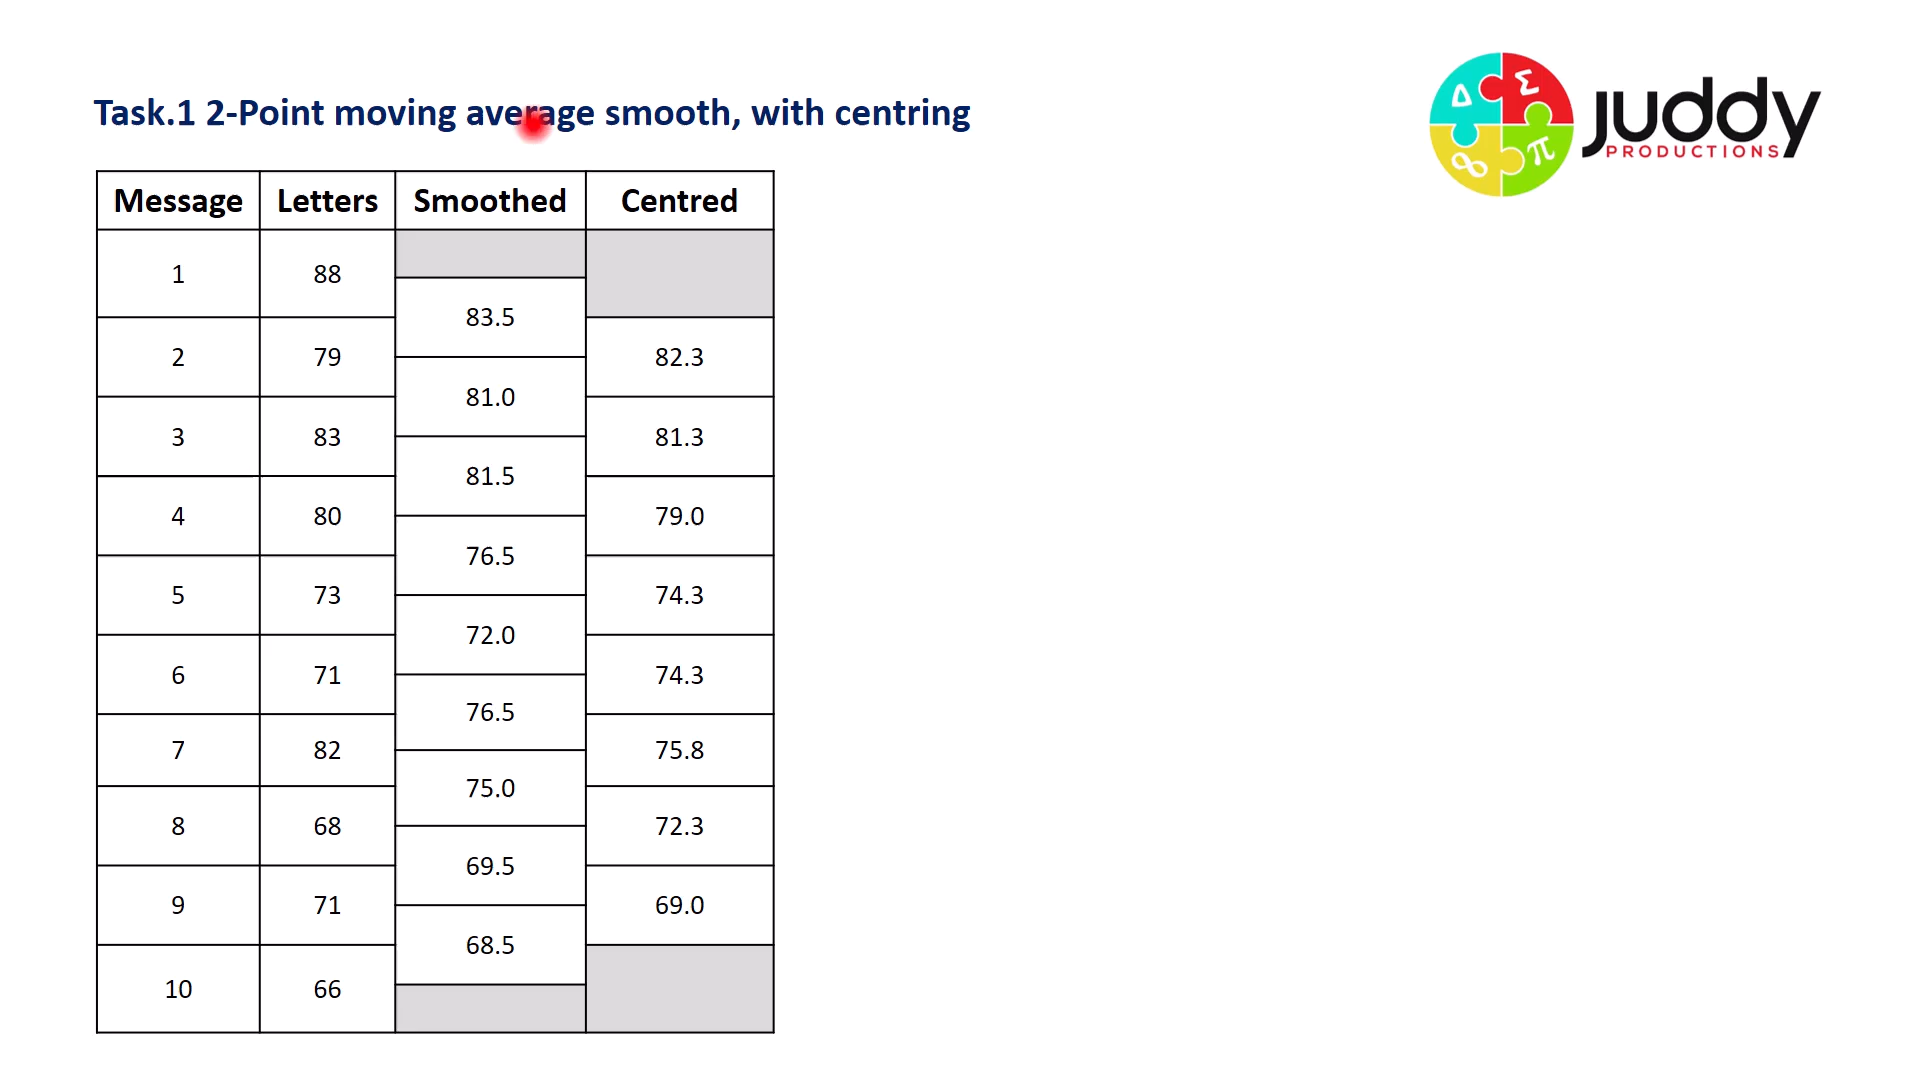 Task.1 2-Point moving average smooth, with centring
juddy
PRODUCTIONS
Δ Σ
∞ π
Message Letters Smoothed Centred
1 88
83.5
2 79 82.3
81.0
3 83 81.3
81.5
4 80 79.0
76.5
5 73 74.3
72.0
6 71 74.3
76.5
7 82 75.8
75.0
8 68 72.3
69.5
9 71 69.0
68.5
10 66